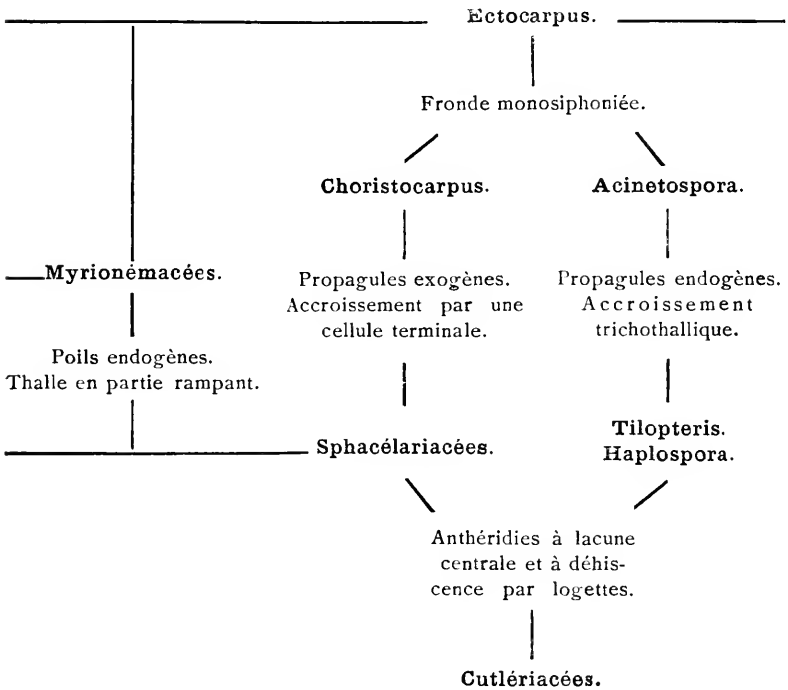 Ectocarpus.
Fronde monosiphoniée.
Choristocarpus.
Acinetospora.
Myrionémacées.
Propagules exogènes.
Accroissement par une
cellule terminale.
Propagules endogènes.
Accroissement
trichothallique.
Poils endogènes.
Thalle en partie rampant.
Sphacélariacées.
Tilopteris.
Haplospora.
Anthéridies à lacune
centrale et à déhis-
cence par logettes.
Cutlériacées.